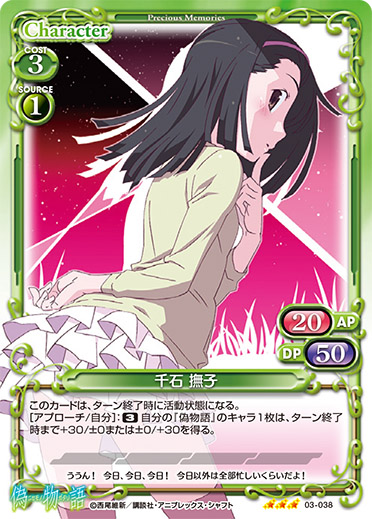 Precious Memories
Character
COST
3
SOURCE
1
20 AP
DP 50
千石 撫子
このカードは、ターン終了時に活動状態になる。
[アプローチ/自分]:3 自分の『偽物語』のキャラ1枚は、ターン終了
時まで+30/±0または±0/+30を得る。
ううん! 今日、今日、今日! 今日以外は全部忙しいくらいだよ!
偽物語
©西尾維新/講談社・アニプレックス・シャフト
03-038